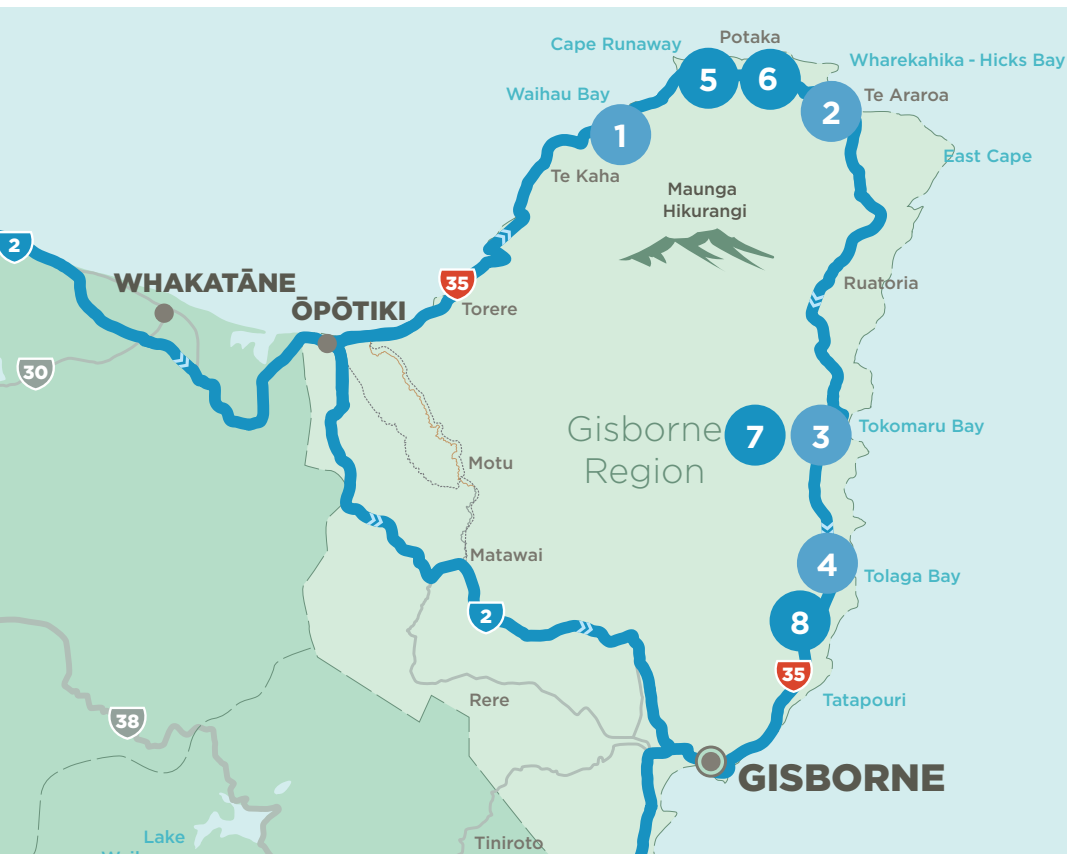 Potaka
Cape Runaway
Wharekahika - Hicks Bay
5
6
Waihau Bay
Te Araroa
2
1
East Cape
Te Kaha
Maunga
Hikurangi
2
WHAKATĀNE
35
Ruatoria
ŌPŌTIKI
Torere
30
Gisborne
Region
7
3
Tokomaru Bay
Motu
Matawai
4
Tolaga Bay
2
8
35
Rere
Tatapouri
38
GISBORNE
Lake
Tiniroto